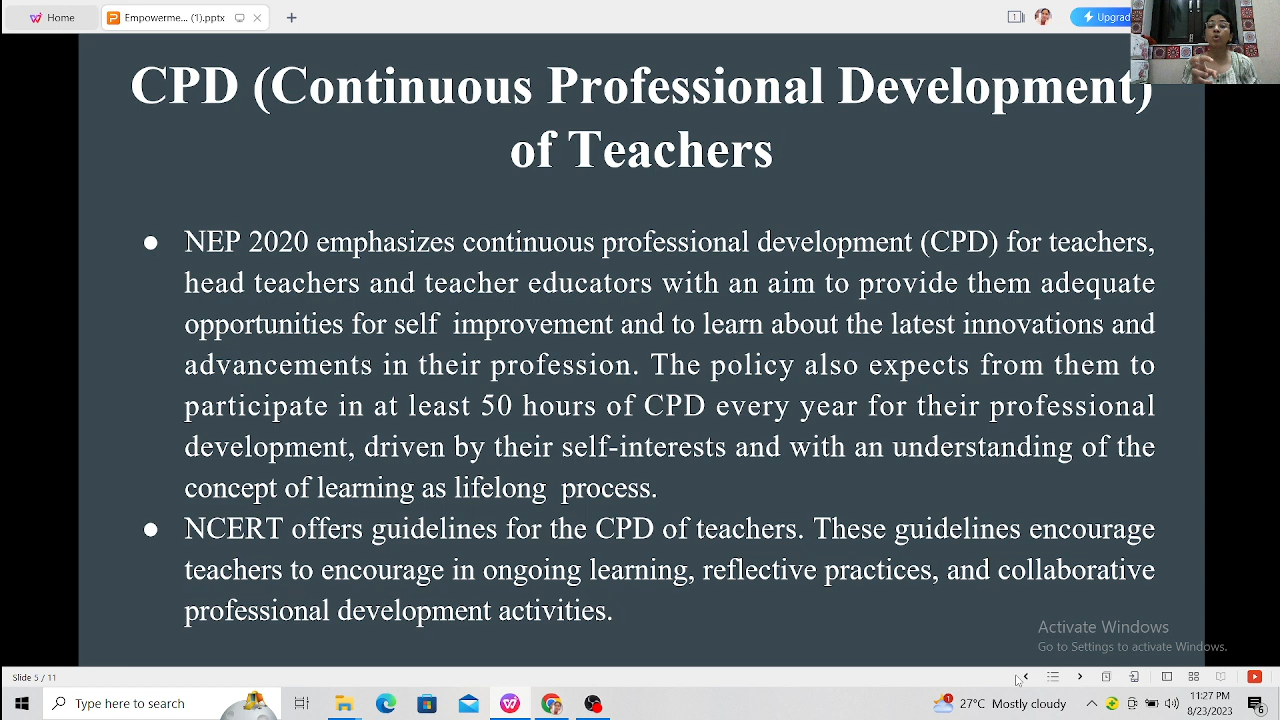 Home
Empowerme... (1).pptx
1
Upgrad
CPD (Continuous Professional Development)
of Teachers
NEP 2020 emphasizes continuous professional development (CPD) for teachers,
head teachers and teacher educators with an aim to provide them adequate
opportunities for self improvement and to learn about the latest innovations and
advancements in their profession. The policy also expects from them to
participate in at least 50 hours of CPD every year for their professional
development, driven by their self-interests and with an understanding of the
concept of learning as lifelong process.
NCERT offers guidelines for the CPD of teachers. These guidelines encourage
teachers to encourage in ongoing learning, reflective practices, and collaborative
professional development activities.
Activate Windows
Go to Settings to activate Windows.
Slide 5 / 11
Type here to search
1
27°C Mostly cloudy
11:27 PM
8/23/2023
6